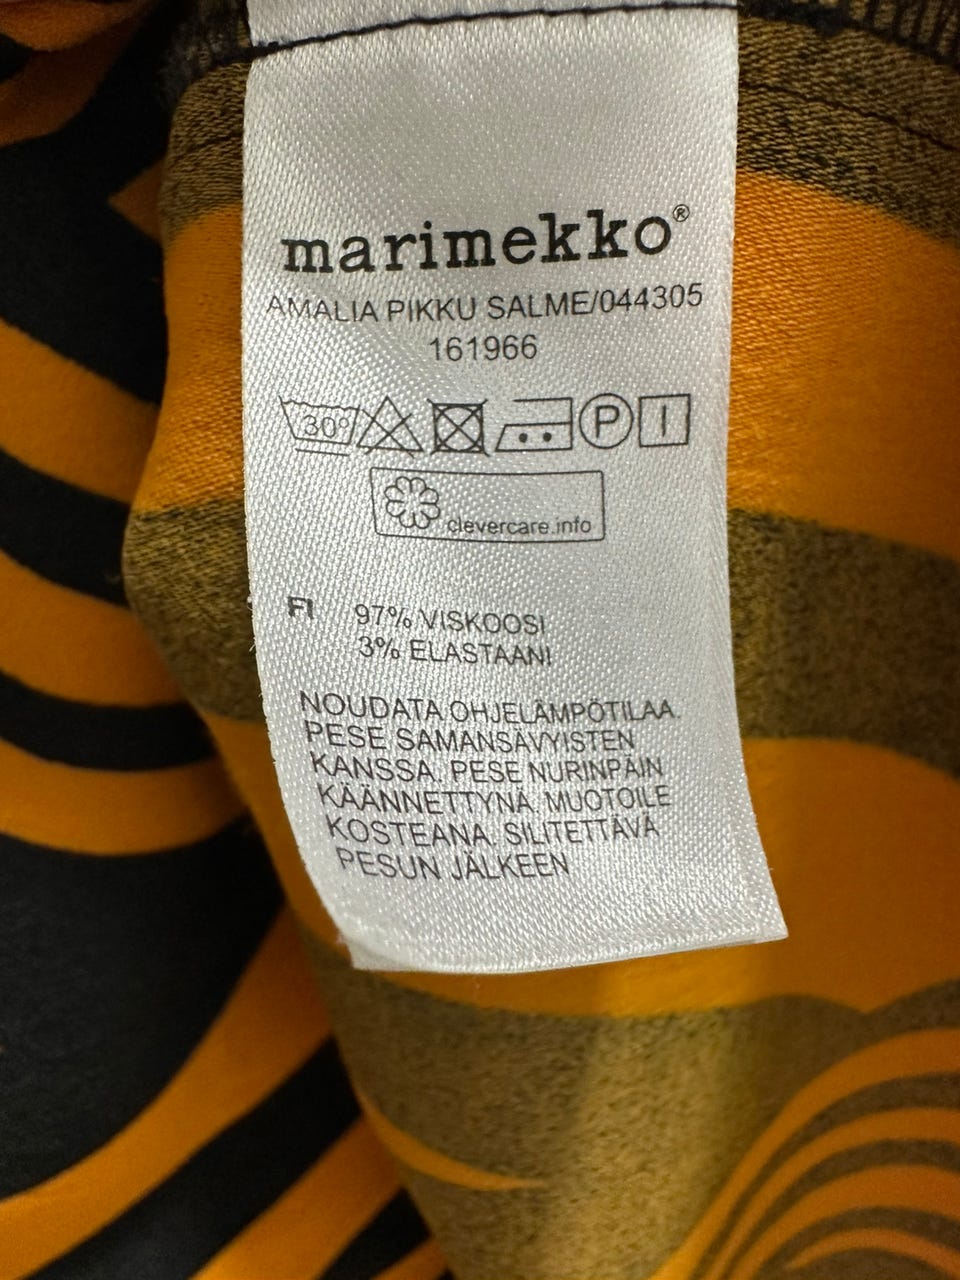 marimekko®
AMALIA PIKKU SALME/044305
161966
30° P
clevercare.info
FI 97% VISKOOSI
3% ELASTAANI
NOUDATA OHJELÄMPÖTILAA.
PESE SAMANSÄVYISTEN
KANSSA. PESE NURINPÄIN
KÄÄNNETTYNÄ. MUOTOILE
KOSTEANA. SILITETTÄVÄ
PESUN JÄLKEEN